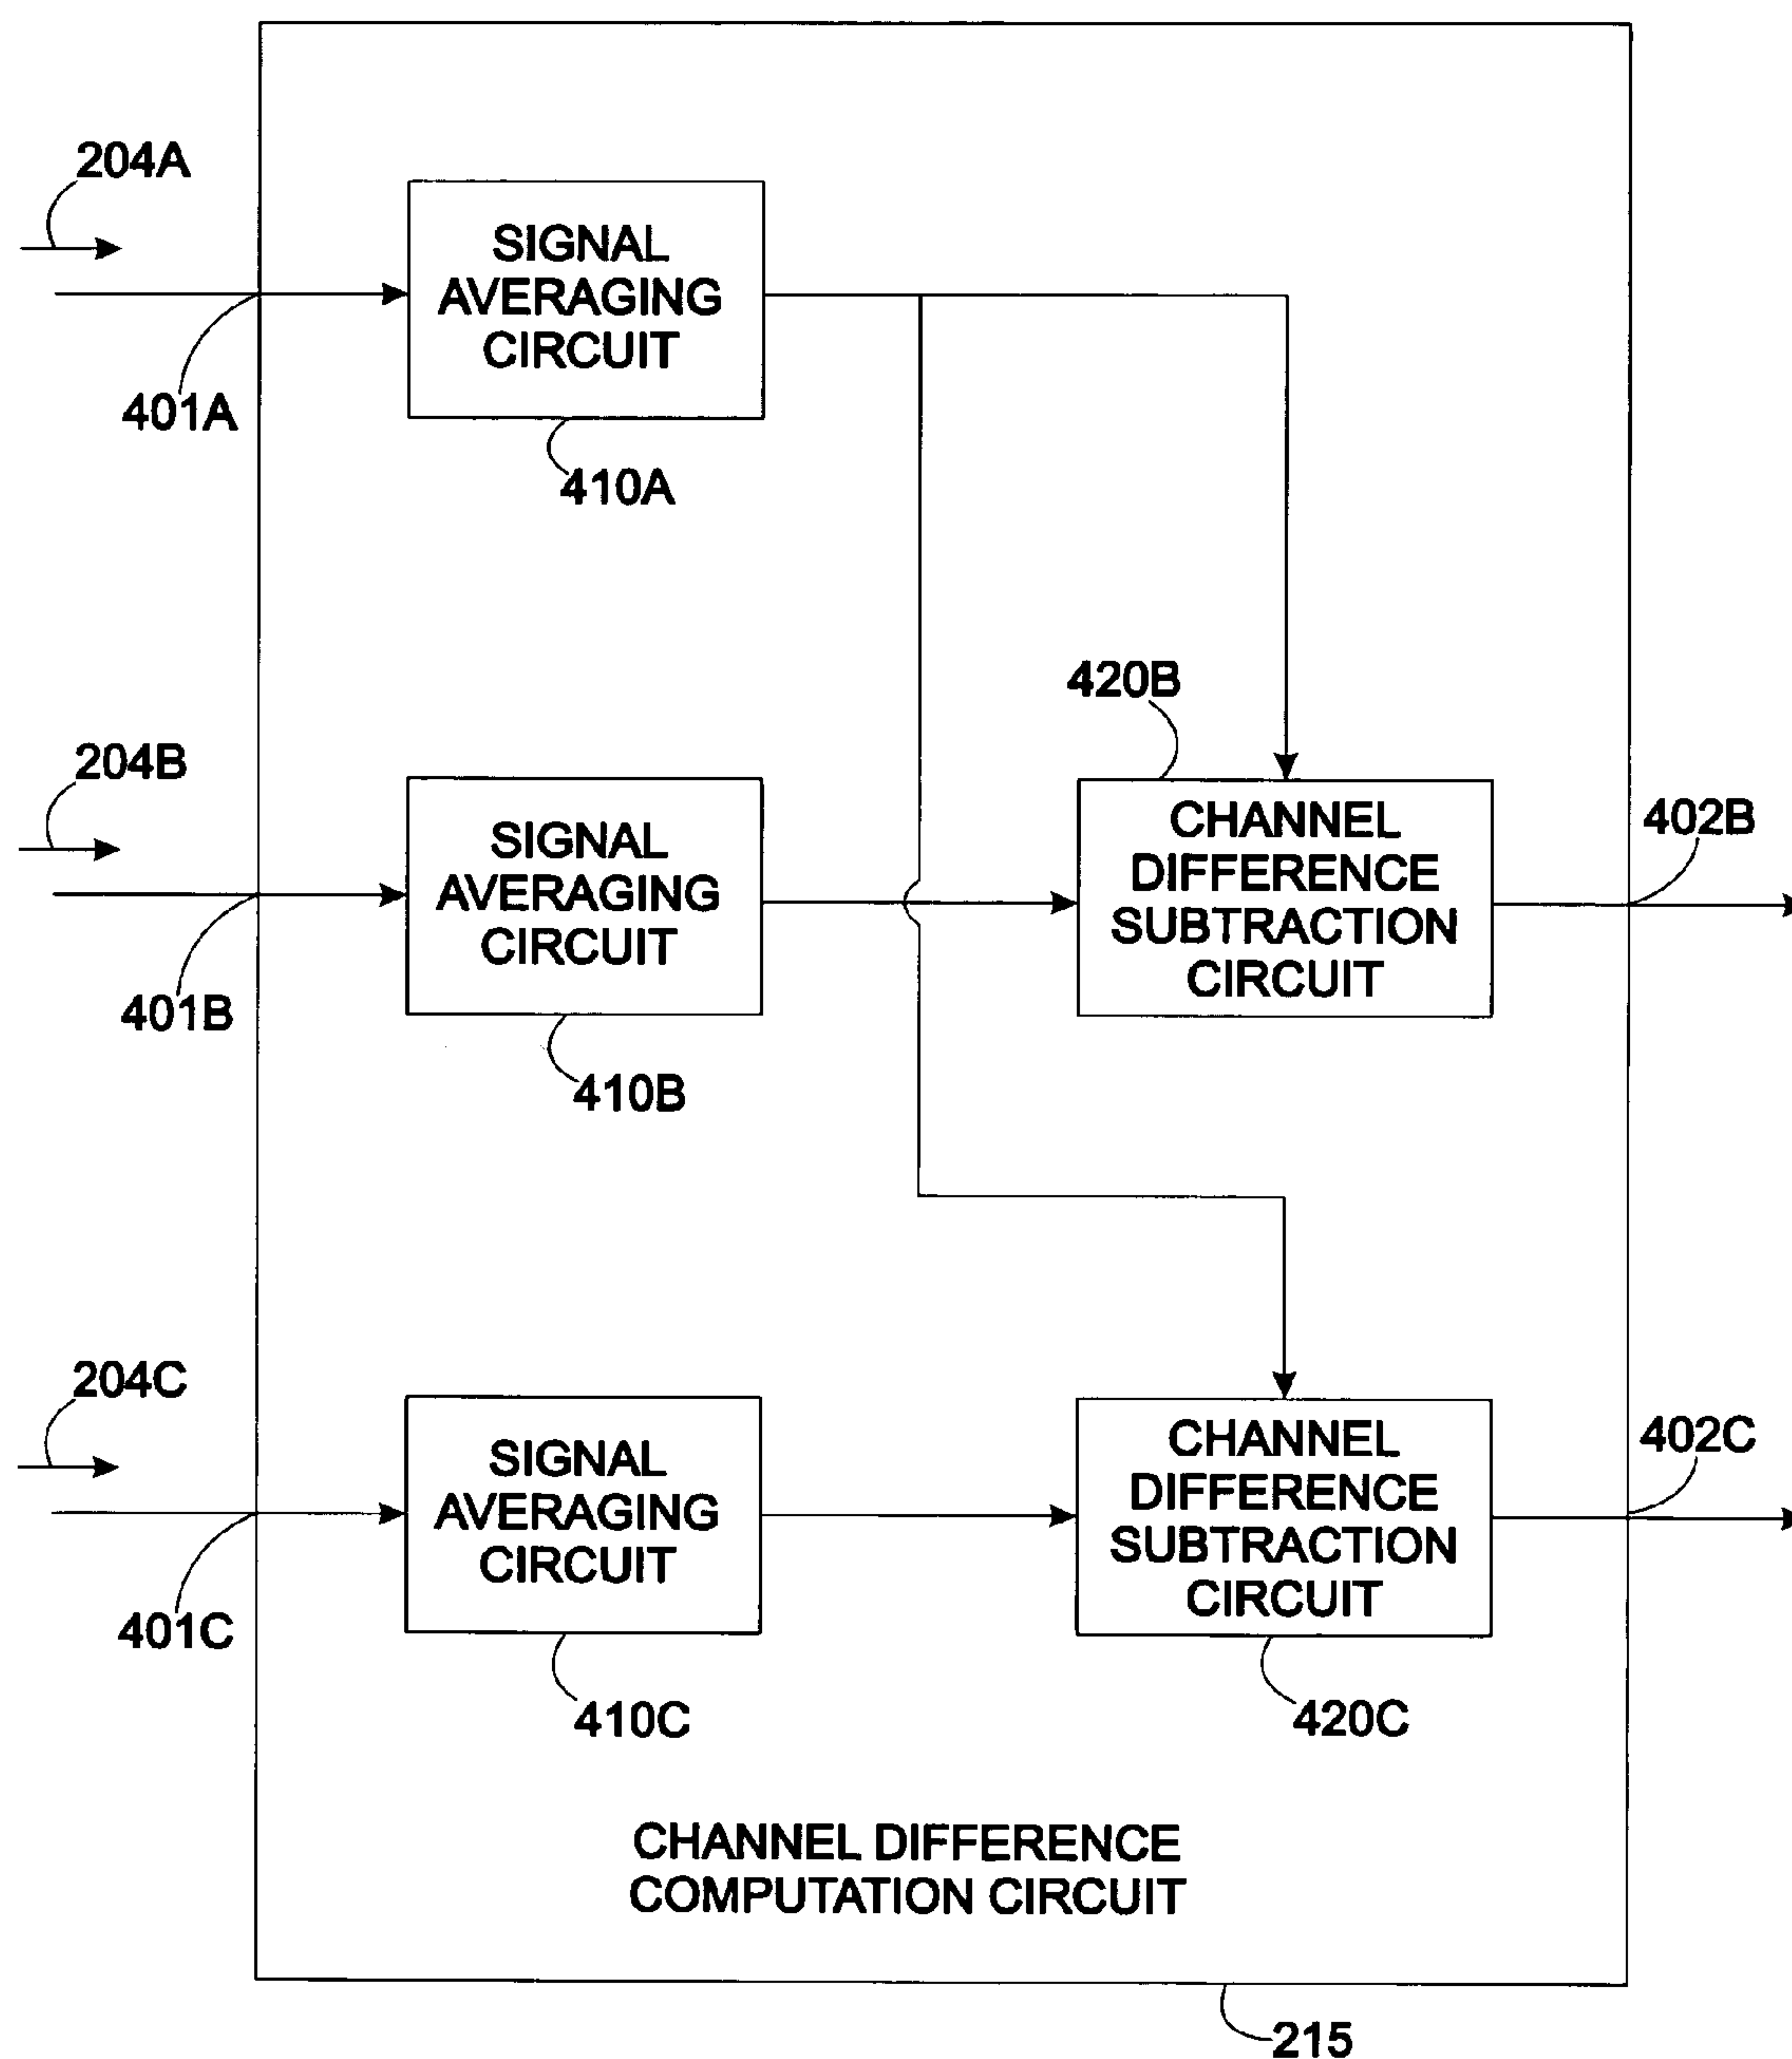 204A
SIGNAL
AVERAGING
CIRCUIT
401A
410A
420B
204B
SIGNAL
AVERAGING
CIRCUIT
CHANNEL
DIFFERENCE
SUBTRACTION
CIRCUIT
402B
401B
410B
204C
SIGNAL
AVERAGING
CIRCUIT
CHANNEL
DIFFERENCE
SUBTRACTION
CIRCUIT
402C
401C
410C
420C
CHANNEL DIFFERENCE
COMPUTATION CIRCUIT
215